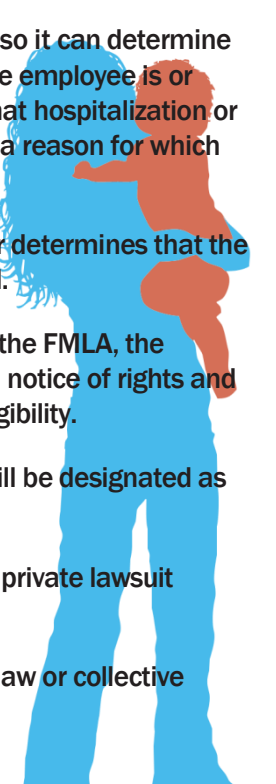 so it can determine
e employee is or
at hospitalization or
a reason for which
r determines that the
.
the FMLA, the
notice of rights and
gibility.
ill be designated as
private lawsuit
aw or collective